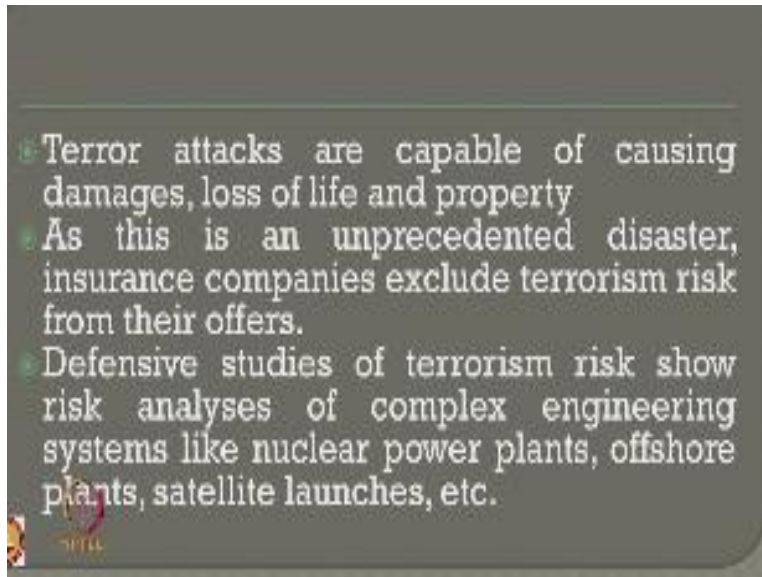 Terror attacks are capable of causing
damages, loss of life and property
As this is an unprecedented disaster,
insurance companies exclude terrorism risk
from their offers.
Defensive studies of terrorism risk show
risk analyses of complex engineering
systems like nuclear power plants, offshore
plants, satellite launches, etc.
NPTEL